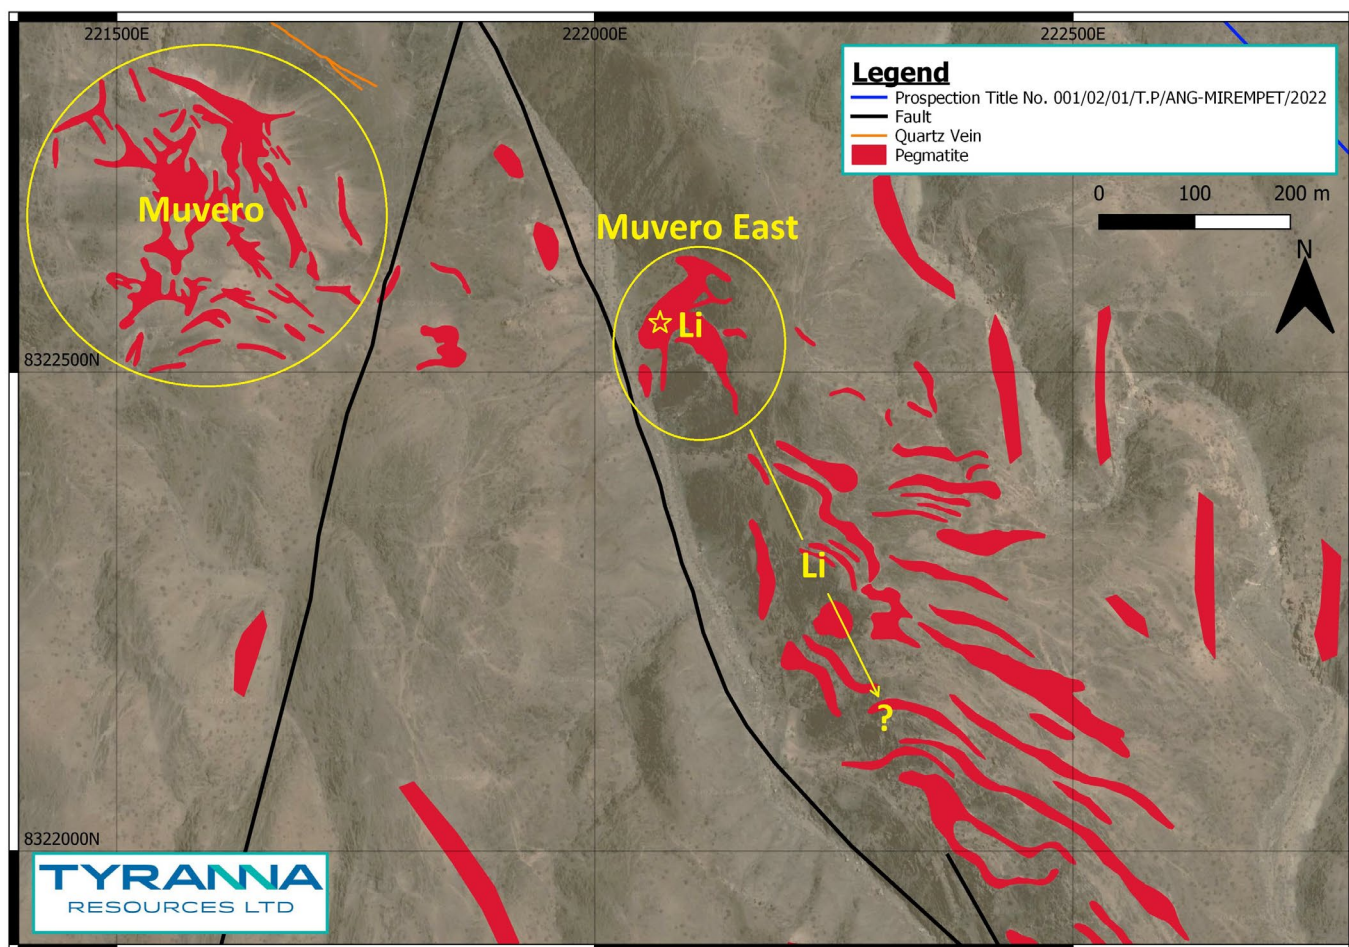 221500E
222000E
222500E
Legend
Prospection Title No. 001/02/01/T.P/ANG-MIREMPET/2022
Fault
Quartz Vein
Pegmatite
0 100 200 m
N
Muvero
Muvero East
Li
8322500N
Li
?
8322000N
TYRANNA
RESOURCES LTD